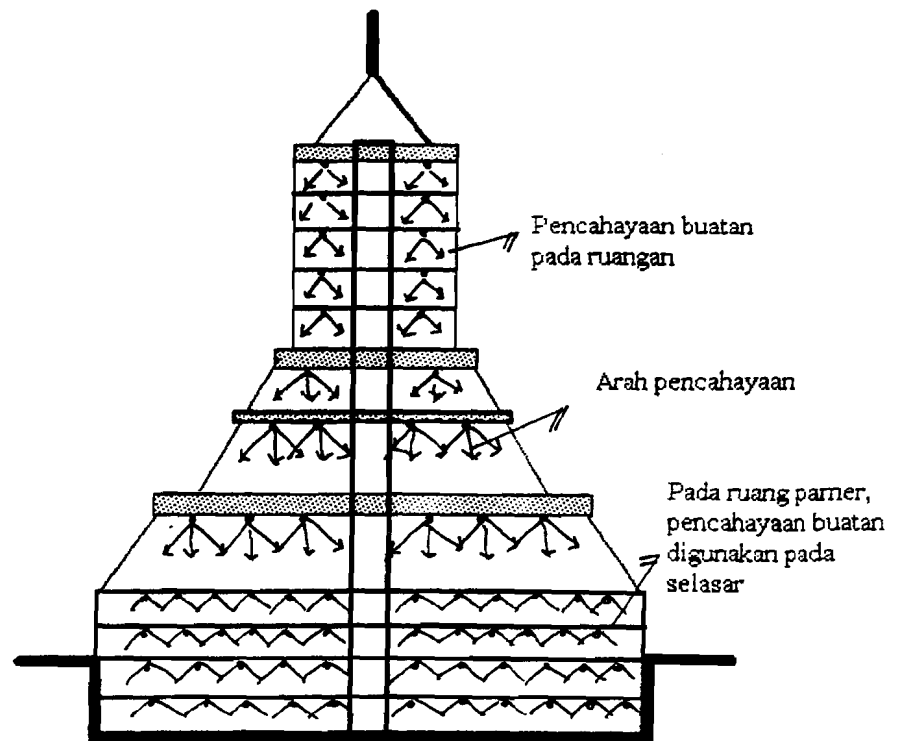 Pencahayaan buatan
pada ruangan
Arah pencahayaan
Pada ruang pamer,
pencahayaan buatan
digunakan pada
selasar